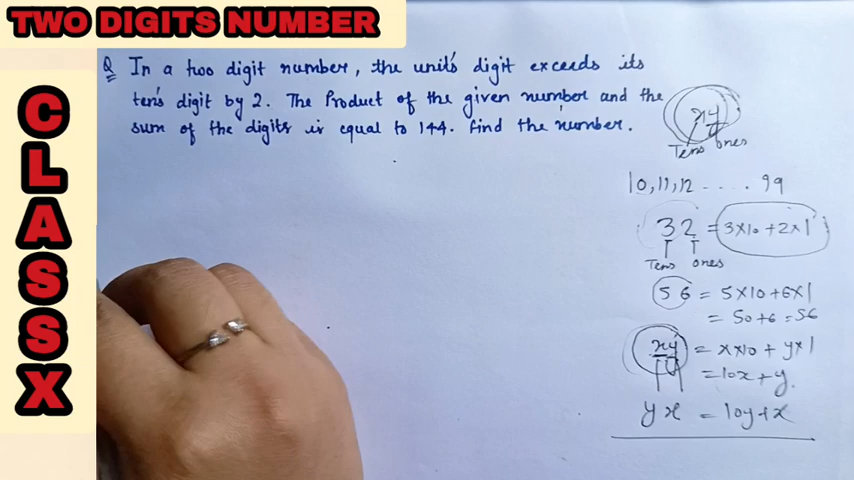 TWO DIGITS NUMBER
CLASS X
Q In a two digit number, the unit's digit exceeds its
ten's digit by 2. The Product of the given number and the
sum of the digits is equal to 144. find the number.
xy
Tens ones
10, 11, 12 ..... 99
32 = 3×10 + 2×1
Tens ones
56 = 5×10 + 6×1
= 50+6 = 56
xy = x×10 + y×1
= 10x + y.
yx = 10y+x